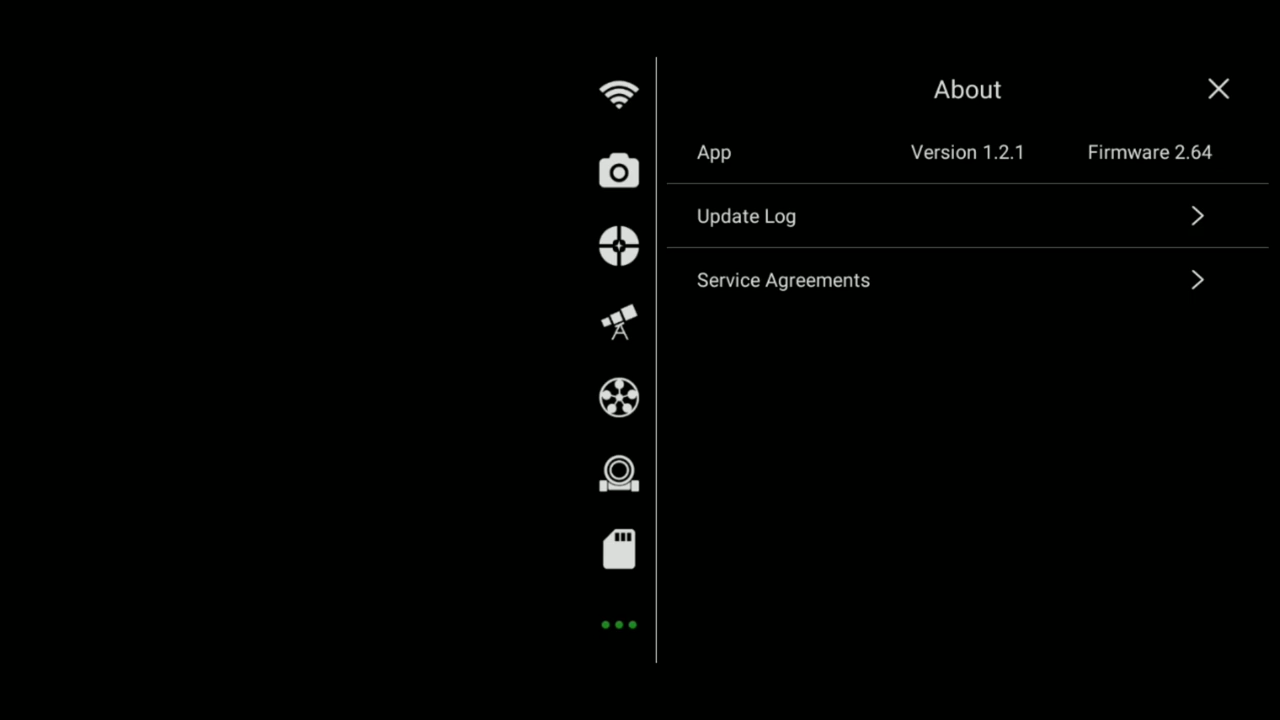 About
App Version 1.2.1 Firmware 2.64
Update Log
Service Agreements